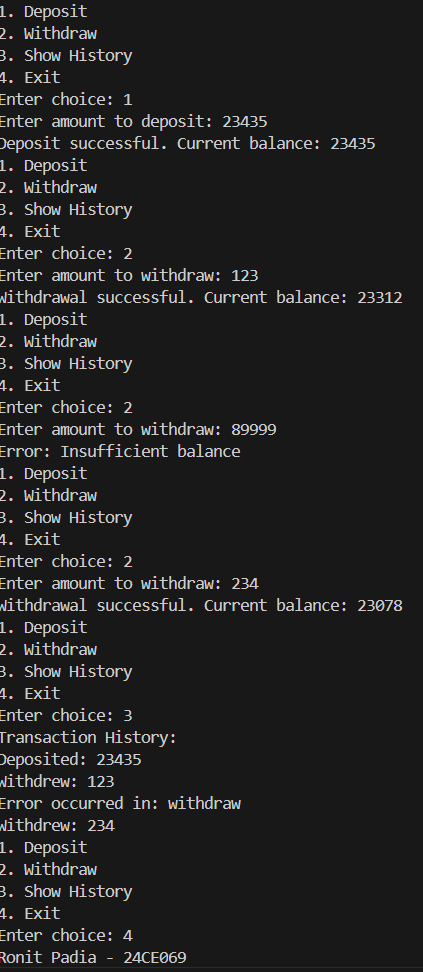 1. Deposit
2. Withdraw
3. Show History
4. Exit
Enter choice: 1
Enter amount to deposit: 23435
Deposit successful. Current balance: 23435
1. Deposit
2. Withdraw
3. Show History
4. Exit
Enter choice: 2
Enter amount to withdraw: 123
Withdrawal successful. Current balance: 23312
1. Deposit
2. Withdraw
3. Show History
4. Exit
Enter choice: 2
Enter amount to withdraw: 89999
Error: Insufficient balance
1. Deposit
2. Withdraw
3. Show History
4. Exit
Enter choice: 2
Enter amount to withdraw: 234
Withdrawal successful. Current balance: 23078
1. Deposit
2. Withdraw
3. Show History
4. Exit
Enter choice: 3
Transaction History:
Deposited: 23435
Withdrew: 123
Error occurred in: withdraw
Withdrew: 234
1. Deposit
2. Withdraw
3. Show History
4. Exit
Enter choice: 4
Ronit Padia - 24CE069